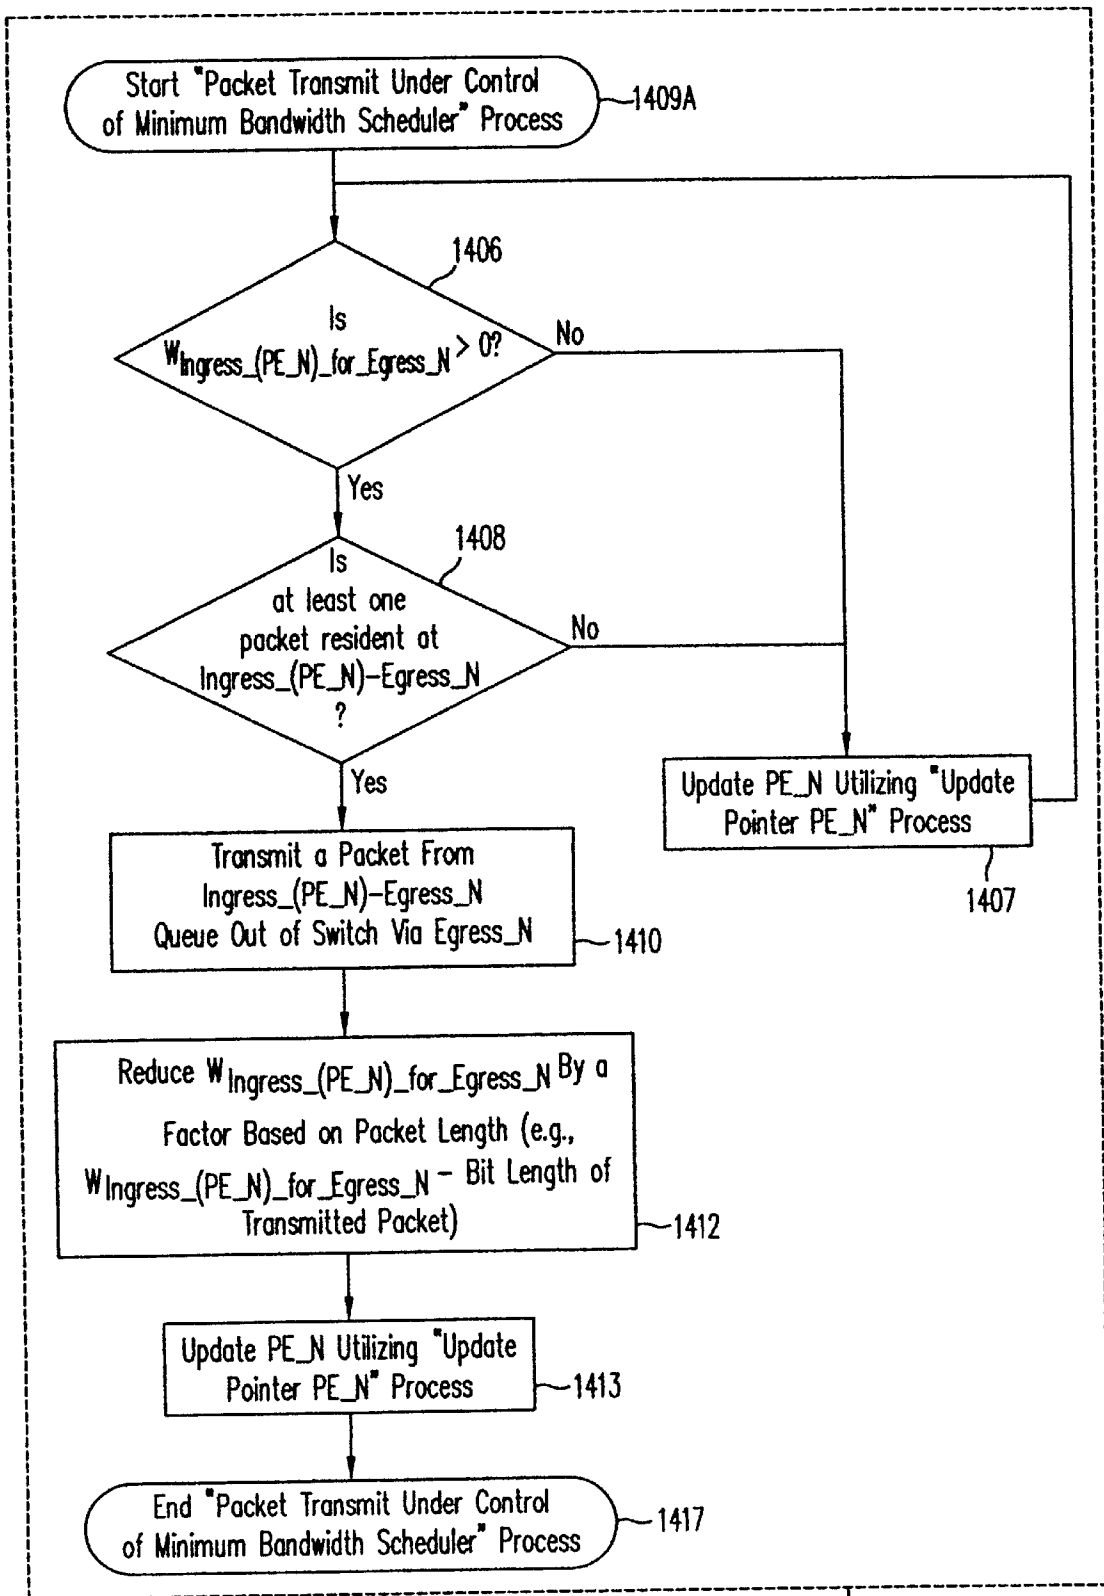 Start "Packet Transmit Under Control
of Minimum Bandwidth Scheduler" Process
1409A
1406
Is
WIngress_(PE_N)_for_Egress_N > 0?
No
Yes
1408
Is
at least one
packet resident at
Ingress_(PE_N)-Egress_N
?
No
Yes
Update PE_N Utilizing "Update
Pointer PE_N" Process
1407
Transmit a Packet From
Ingress_(PE_N)-Egress_N
Queue Out of Switch Via Egress_N
1410
Reduce WIngress_(PE_N)_for_Egress_N By a
Factor Based on Packet Length (e.g.,
WIngress_(PE_N)_for_Egress_N - Bit Length of
Transmitted Packet)
1412
Update PE_N Utilizing "Update
Pointer PE_N" Process
1413
End "Packet Transmit Under Control
of Minimum Bandwidth Scheduler" Process
1417